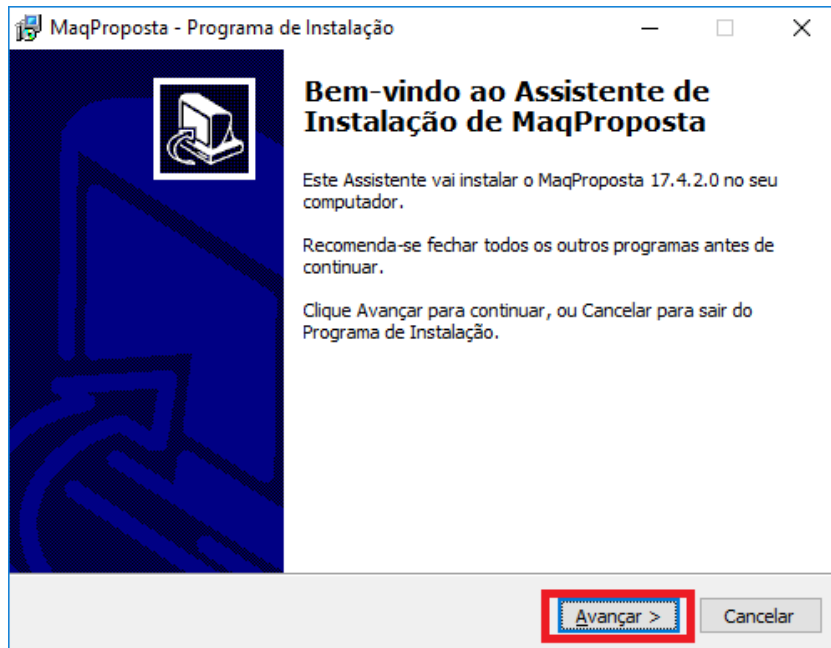 MaqProposta - Programa de Instalação
Bem-vindo ao Assistente de
Instalação de MaqProposta
Este Assistente vai instalar o MaqProposta 17.4.2.0 no seu
computador.
Recomenda-se fechar todos os outros programas antes de
continuar.
Clique Avançar para continuar, ou Cancelar para sair do
Programa de Instalação.
Avançar >
Cancelar